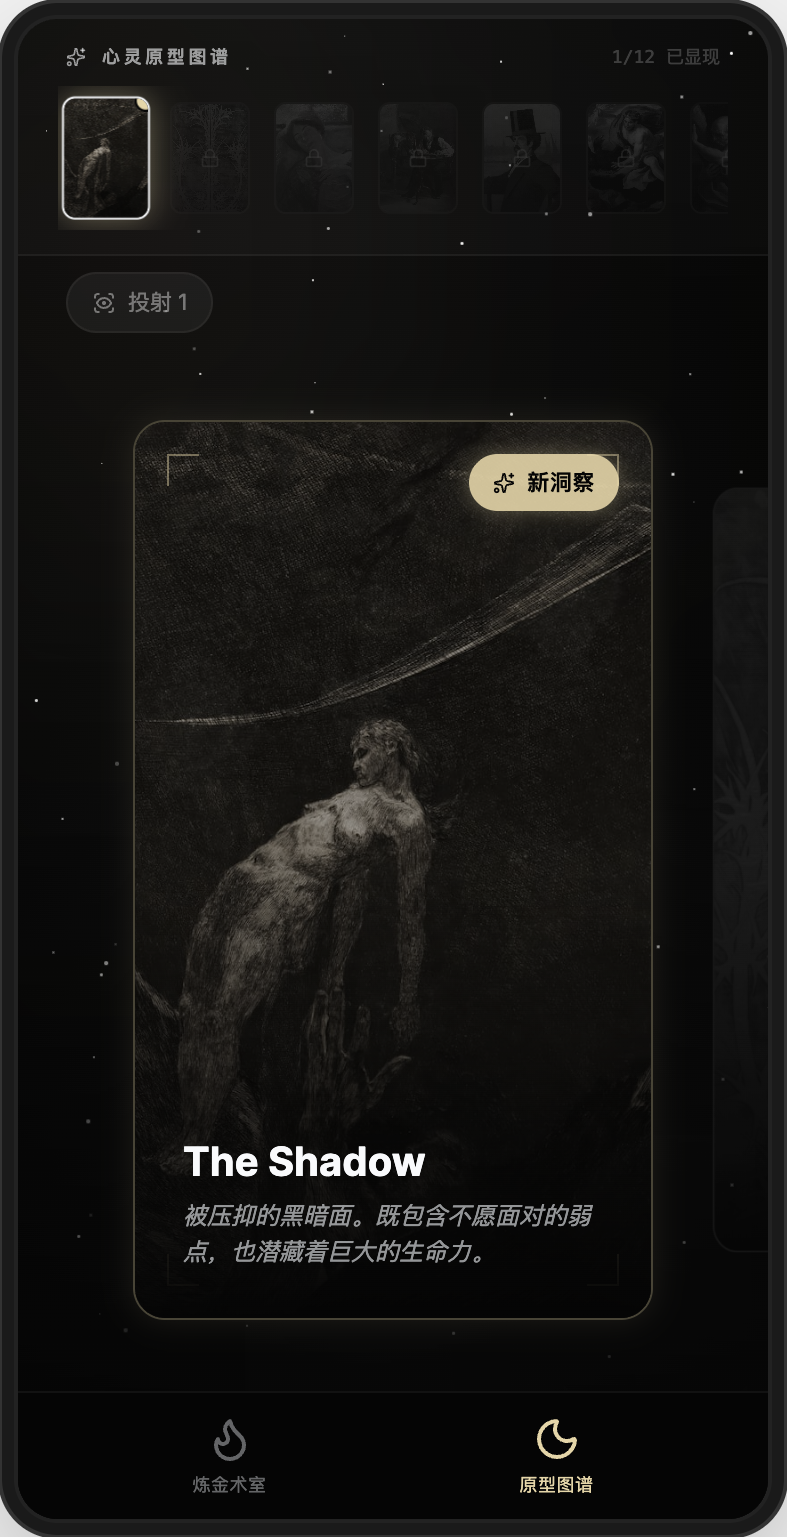 心灵原型图谱
1/12 已显现
投射 1
新洞察
The Shadow
被压抑的黑暗面。既包含不愿面对的弱
点，也潜藏着巨大的生命力。
炼金术室
原型图谱